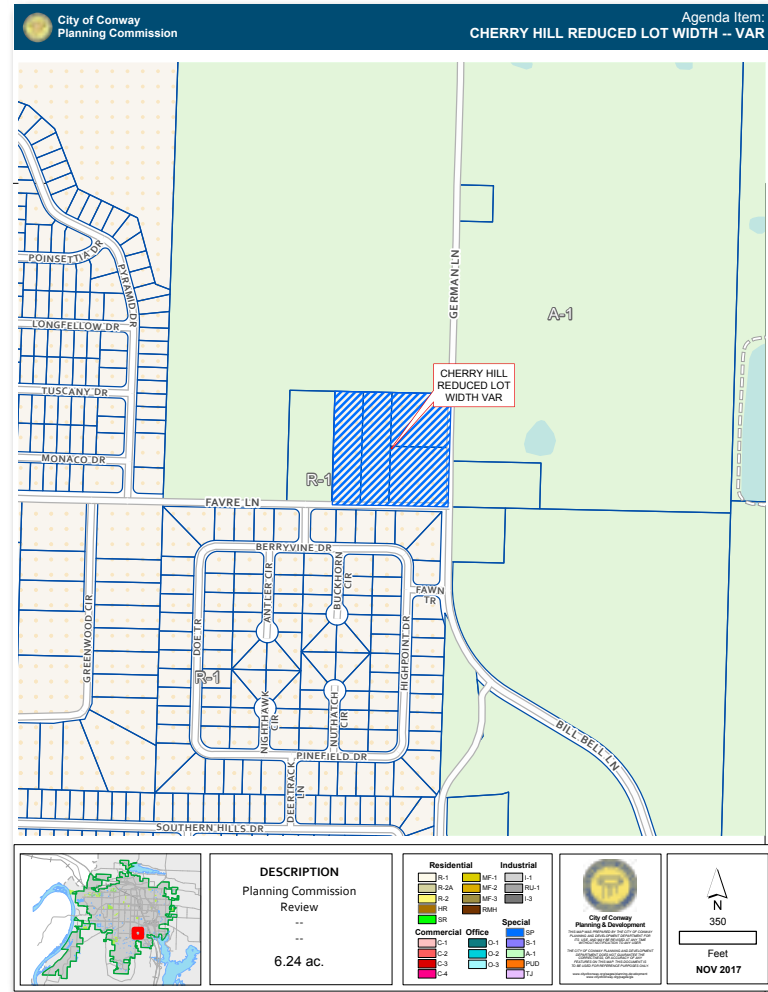 City of Conway
Planning Commission
Agenda Item:
CHERRY HILL REDUCED LOT WIDTH -- VAR
POINSETTIA DR
PYRAMID DR
LONGFELLOW DR
TUSCANY DR
MONACO DR
GERMAN LN
A-1
CHERRY HILL
REDUCED LOT
WIDTH VAR
R-1
FAVRE LN
BERRYVINE DR
ANTLER CIR
BUCKHORN
CIR
FAWN
TR
GREENWOOD CIR
DOE TR
HIGHPOINT DR
R-1
NIGHTHAWK
CIR
NUTHATCH
CIR
PINEFIELD DR
DEERTRACK
LN
BILL BELL LN
SOUTHERN HILLS DR
DESCRIPTION
Planning Commission
Review
--
--
6.24 ac.
Residential
R-1
R-2A
R-2
HR
SR
MF-1
MF-2
MF-3
RMH
Industrial
I-1
RU-1
I-3
Commercial
C-1
C-2
C-3
C-4
Office
O-1
O-2
O-3
Special
SP
S-1
A-1
PUD
TJ
City of Conway
Planning & Development
N
350
Feet
NOV 2017